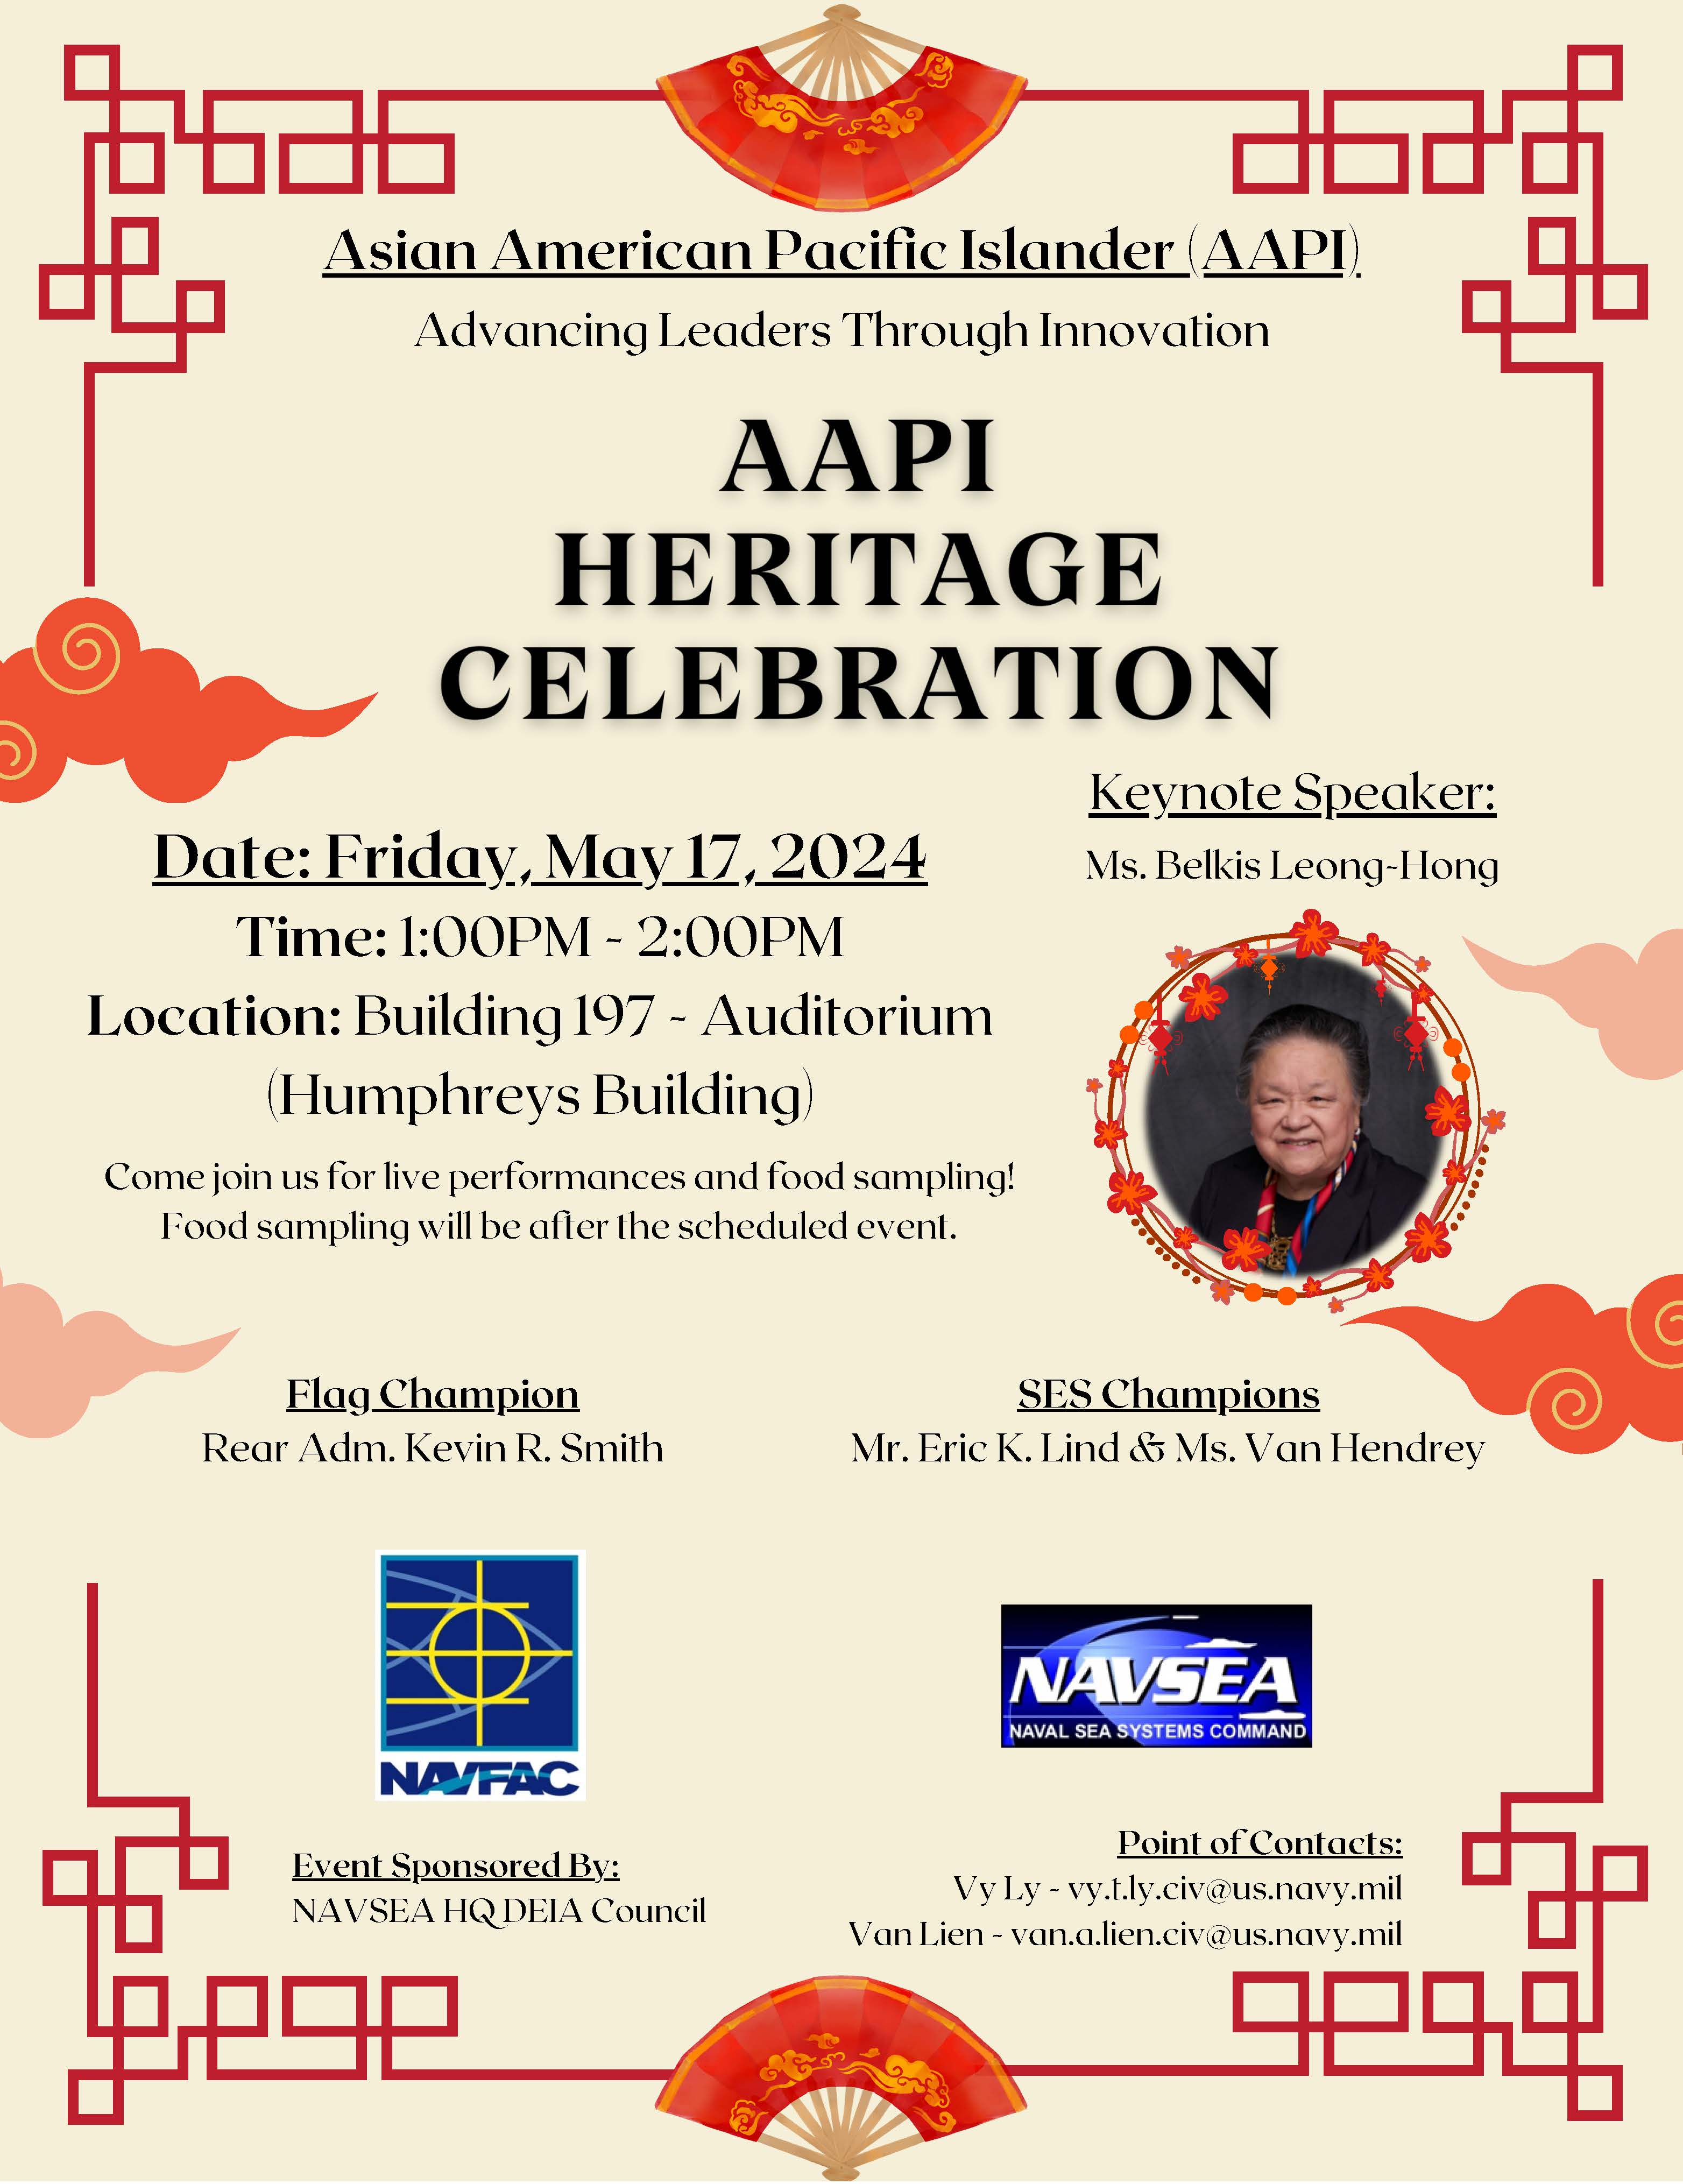 Asian American Pacific Islander (AAPI)
Advancing Leaders Through Innovation
AAPI
HERITAGE
CELEBRATION
Date: Friday, May 17, 2024
Time: 1:00PM - 2:00PM
Location: Building 197 - Auditorium
(Humphreys Building)
Come join us for live performances and food sampling!
Food sampling will be after the scheduled event.
Keynote Speaker:
Ms. Belkis Leong-Hong
Flag Champion
Rear Adm. Kevin R. Smith
SES Champions
Mr. Eric K. Lind & Ms. Van Hendrey
NAVFAC
NAVSEA
NAVAL SEA SYSTEMS COMMAND
Event Sponsored By:
NAVSEA HQ DEIA Council
Point of Contacts:
Vy Ly - vy.t.ly.civ@us.navy.mil
Van Lien - van.a.lien.civ@us.navy.mil